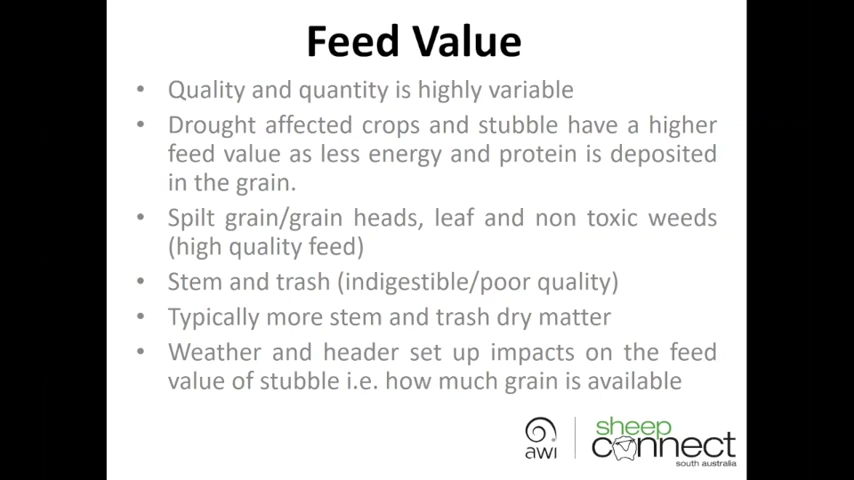 Feed Value
• Quality and quantity is highly variable
• Drought affected crops and stubble have a higher
feed value as less energy and protein is deposited
in the grain.
• Spilt grain/grain heads, leaf and non toxic weeds
(high quality feed)
• Stem and trash (indigestible/poor quality)
• Typically more stem and trash dry matter
• Weather and header set up impacts on the feed
value of stubble i.e. how much grain is available
awi
sheep
connect
south australia